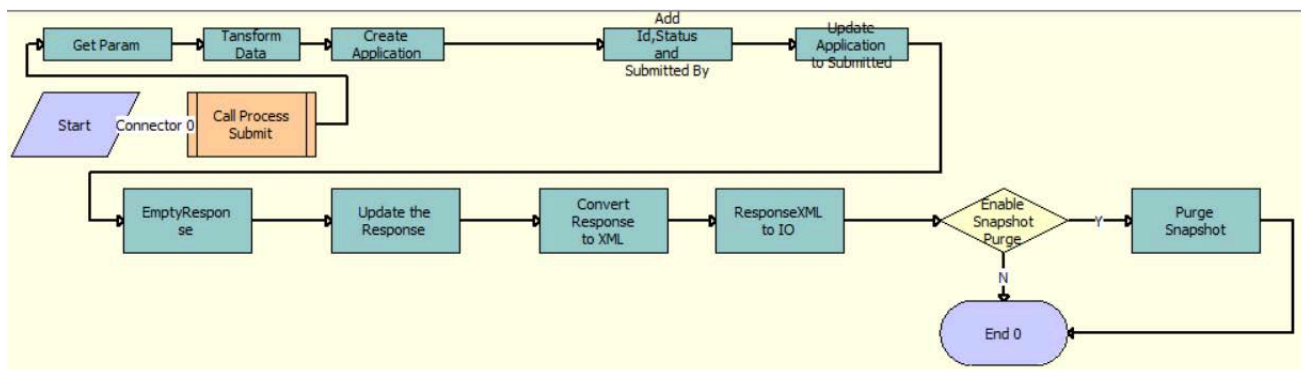 Get Param
Tansform
Data
Create
Application
Add
Id,Status
and
Submitted By
Update
Application
to Submitted
Start
Connector 0
Call Process
Submit
EmptyRespon
se
Update the
Response
Convert
Response
to XML
ResponseXML
to IO
Enable
Snapshot
Purge
Y
Purge
Snapshot
N
End 0